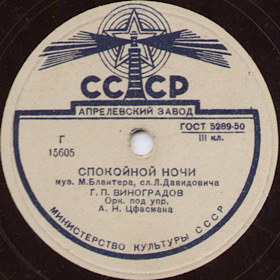 СССР
АПРЕЛЕВСКИЙ ЗАВОД
ГОСТ 5289-50
III кл.
Г
15605
СПОКОЙНОЙ НОЧИ
муз. М. Блантера, сл. Л. Давидовича
Г. П. ВИНОГРАДОВ
Орк. под упр.
А. Н. Цфасмана
МИНИСТЕРСТВО КУЛЬТУРЫ СССР